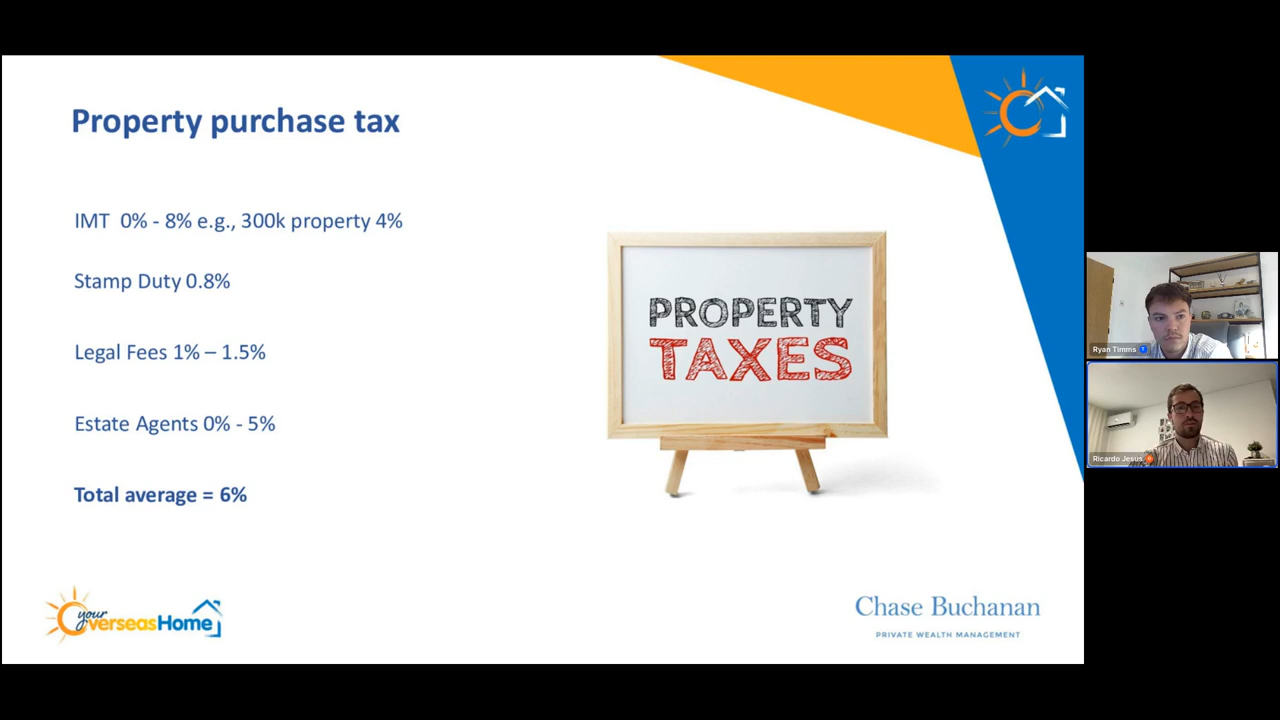 Property purchase tax
IMT  0% - 8% e.g., 300k property 4%
Stamp Duty 0.8%
Legal Fees 1% – 1.5%
Estate Agents 0% - 5%
Total average = 6%
PROPERTY
TAXES
your
OverseasHome
Chase Buchanan
PRIVATE WEALTH MANAGEMENT
Ryan Timms
Ricardo Jesus